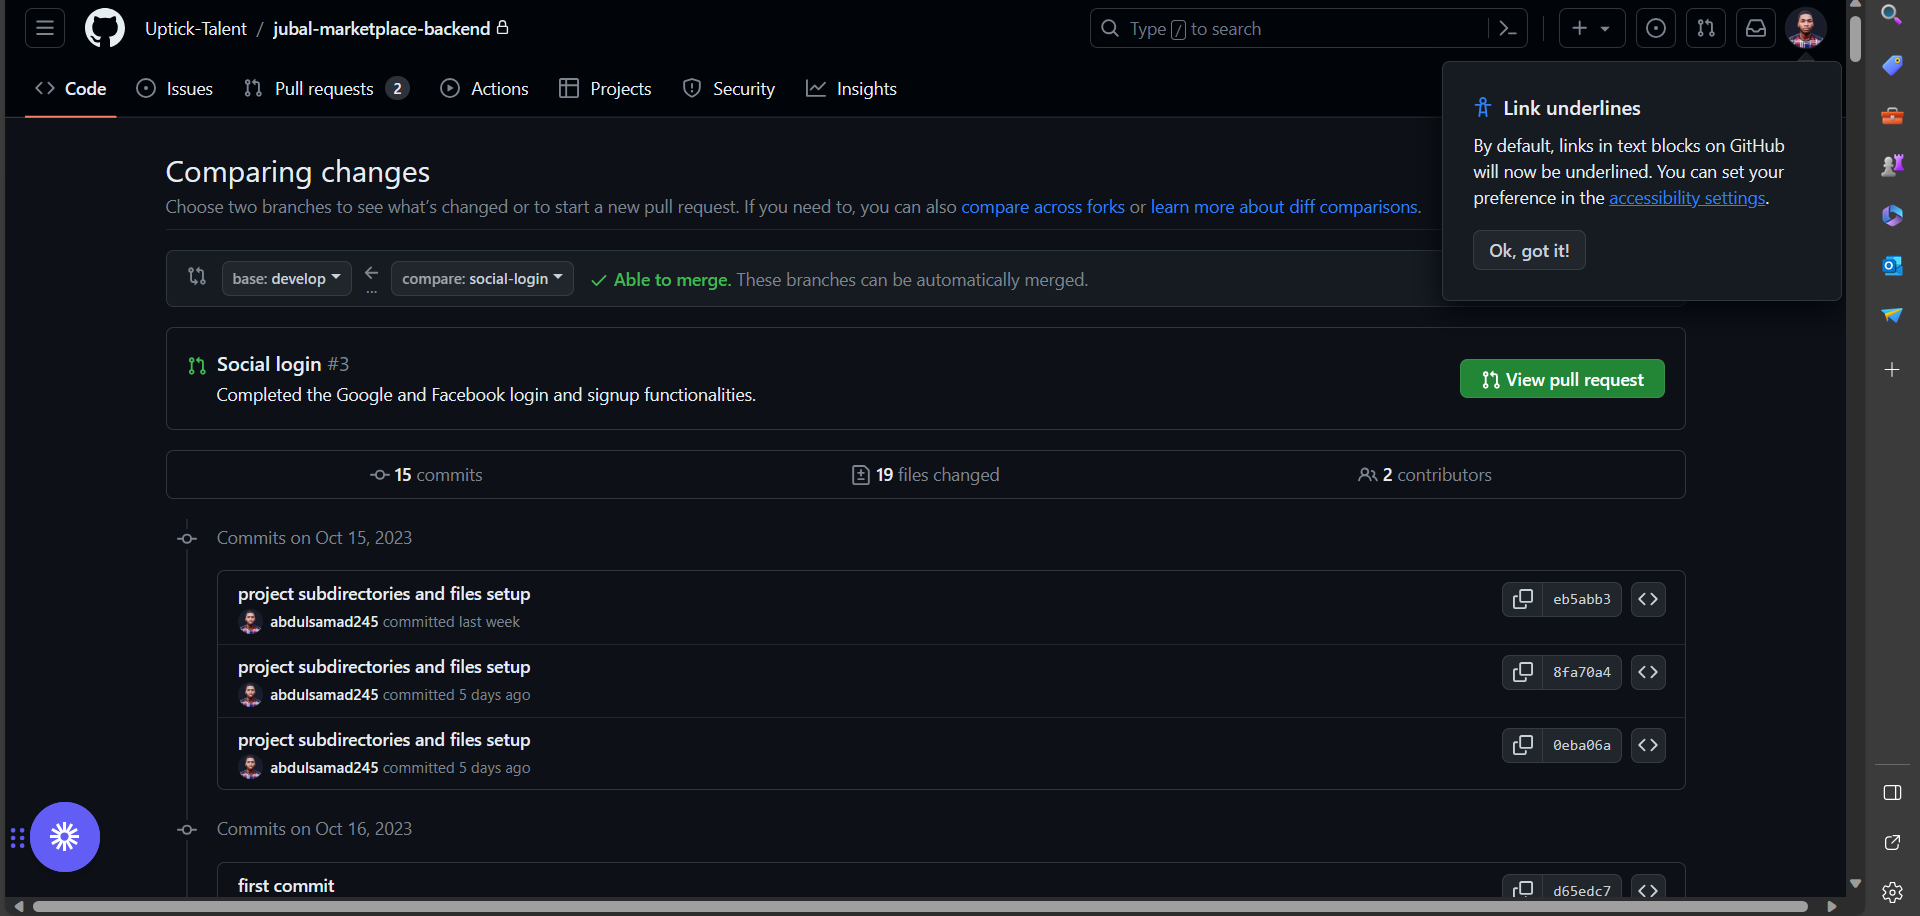 Uptick-Talent / jubal-marketplace-backend
Type / to search
Code
Issues
Pull requests 2
Actions
Projects
Security
Insights
Link underlines
By default, links in text blocks on GitHub
will now be underlined. You can set your
preference in the accessibility settings.
Ok, got it!
Comparing changes
Choose two branches to see what's changed or to start a new pull request. If you need to, you can also compare across forks or learn more about diff comparisons.
base: develop
...
compare: social-login
Able to merge. These branches can be automatically merged.
Social login #3
Completed the Google and Facebook login and signup functionalities.
View pull request
15 commits
19 files changed
2 contributors
Commits on Oct 15, 2023
project subdirectories and files setup
eb5abb3
abdulsamad245 committed last week
project subdirectories and files setup
8fa70a4
abdulsamad245 committed 5 days ago
project subdirectories and files setup
0eba06a
abdulsamad245 committed 5 days ago
Commits on Oct 16, 2023
first commit
d65edc7